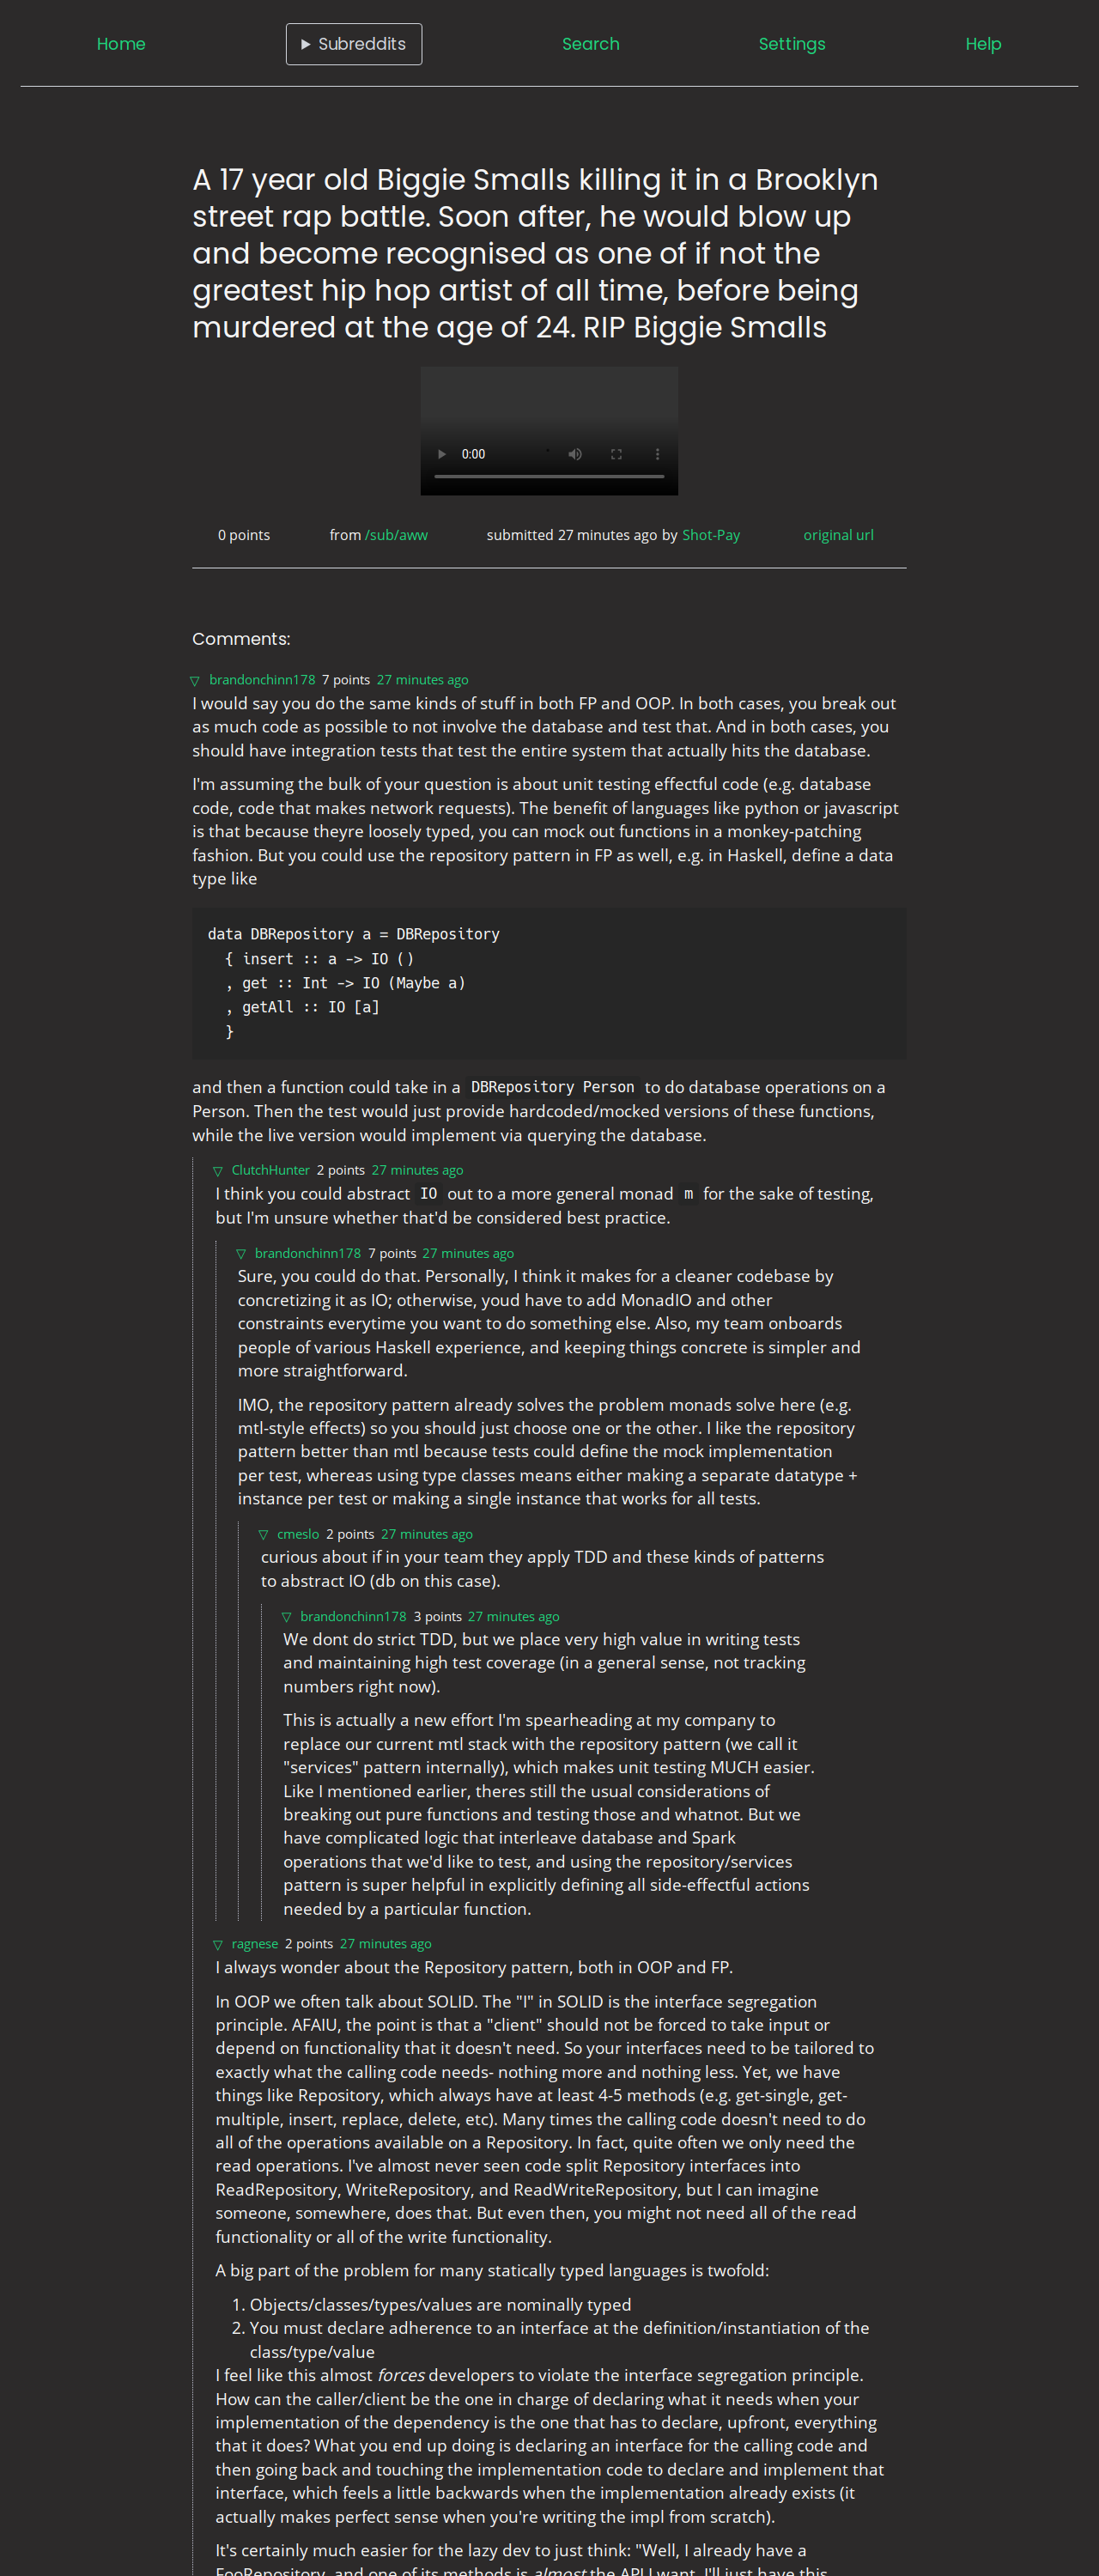 Home
Subreddits
Search
Settings
Help
A 17 year old Biggie Smalls killing it in a Brooklyn
street rap battle. Soon after, he would blow up
and become recognised as one of if not the
greatest hip hop artist of all time, before being
murdered at the age of 24. RIP Biggie Smalls
0:00
0 points from /sub/aww submitted 27 minutes ago by Shot-Pay original url
Comments:
brandonchinn178 7 points 27 minutes ago
I would say you do the same kinds of stuff in both FP and OOP. In both cases, you break out
as much code as possible to not involve the database and test that. And in both cases, you
should have integration tests that test the entire system that actually hits the database.
I'm assuming the bulk of your question is about unit testing effectful code (e.g. database
code, code that makes network requests). The benefit of languages like python or javascript
is that because theyre loosely typed, you can mock out functions in a monkey-patching
fashion. But you could use the repository pattern in FP as well, e.g. in Haskell, define a data
type like
data DBRepository a = DBRepository
{ insert :: a -> IO ()
, get :: Int -> IO (Maybe a)
, getAll :: IO [a]
}
and then a function could take in a DBRepository Person to do database operations on a
Person. Then the test would just provide hardcoded/mocked versions of these functions,
while the live version would implement via querying the database.
ClutchHunter 2 points 27 minutes ago
I think you could abstract IO out to a more general monad m for the sake of testing,
but I'm unsure whether that'd be considered best practice.
brandonchinn178 7 points 27 minutes ago
Sure, you could do that. Personally, I think it makes for a cleaner codebase by
concretizing it as IO; otherwise, youd have to add MonadIO and other
constraints everytime you want to do something else. Also, my team onboards
people of various Haskell experience, and keeping things concrete is simpler and
more straightforward.
IMO, the repository pattern already solves the problem monads solve here (e.g.
mtl-style effects) so you should just choose one or the other. I like the repository
pattern better than mtl because tests could define the mock implementation
per test, whereas using type classes means either making a separate datatype +
instance per test or making a single instance that works for all tests.
cmeslo 2 points 27 minutes ago
curious about if in your team they apply TDD and these kinds of patterns
to abstract IO (db on this case).
brandonchinn178 3 points 27 minutes ago
We dont do strict TDD, but we place very high value in writing tests
and maintaining high test coverage (in a general sense, not tracking
numbers right now).
This is actually a new effort I'm spearheading at my company to
replace our current mtl stack with the repository pattern (we call it
"services" pattern internally), which makes unit testing MUCH easier.
Like I mentioned earlier, theres still the usual considerations of
breaking out pure functions and testing those and whatnot. But we
have complicated logic that interleave database and Spark
operations that we'd like to test, and using the repository/services
pattern is super helpful in explicitly defining all side-effectful actions
needed by a particular function.
ragnese 2 points 27 minutes ago
I always wonder about the Repository pattern, both in OOP and FP.
In OOP we often talk about SOLID. The "I" in SOLID is the interface segregation
principle. AFAIU, the point is that a "client" should not be forced to take input or
depend on functionality that it doesn't need. So your interfaces need to be tailored to
exactly what the calling code needs- nothing more and nothing less. Yet, we have
things like Repository, which always have at least 4-5 methods (e.g. get-single, get-
multiple, insert, replace, delete, etc). Many times the calling code doesn't need to do
all of the operations available on a Repository. In fact, quite often we only need the
read operations. I've almost never seen code split Repository interfaces into
ReadRepository, WriteRepository, and ReadWriteRepository, but I can imagine
someone, somewhere, does that. But even then, you might not need all of the read
functionality or all of the write functionality.
A big part of the problem for many statically typed languages is twofold:
1. Objects/classes/types/values are nominally typed
2. You must declare adherence to an interface at the definition/instantiation of the
class/type/value
I feel like this almost forces developers to violate the interface segregation principle.
How can the caller/client be the one in charge of declaring what it needs when your
implementation of the dependency is the one that has to declare, upfront, everything
that it does? What you end up doing is declaring an interface for the calling code and
then going back and touching the implementation code to declare and implement that
interface, which feels a little backwards when the implementation already exists (it
actually makes perfect sense when you're writing the impl from scratch).
It's certainly much easier for the lazy dev to just think: "Well, I already have a
FooRepository, and one of its methods is almost the API I want. I'll just have this